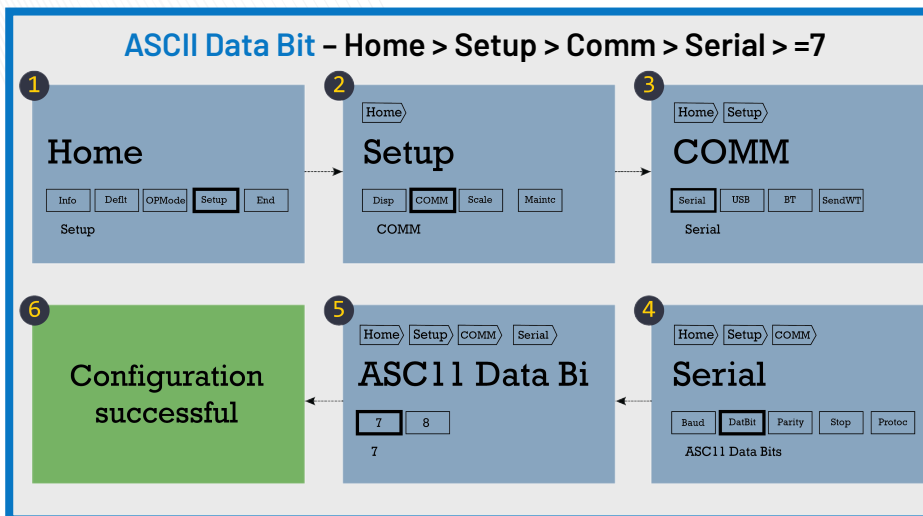 ASCII Data Bit – Home > Setup > Comm > Serial > =7
1
Home
Info Deflt OPMode Setup End
Setup
2
Home
Setup
Disp COMM Scale Maintc
COMM
3
Home Setup
COMM
Serial USB BT SendWT
Serial
4
Home Setup COMM
Serial
Baud DatBit Parity Stop Protoc
ASC11 Data Bits
5
Home Setup COMM Serial
ASC11 Data Bi
7 8
7
6
Configuration
successful